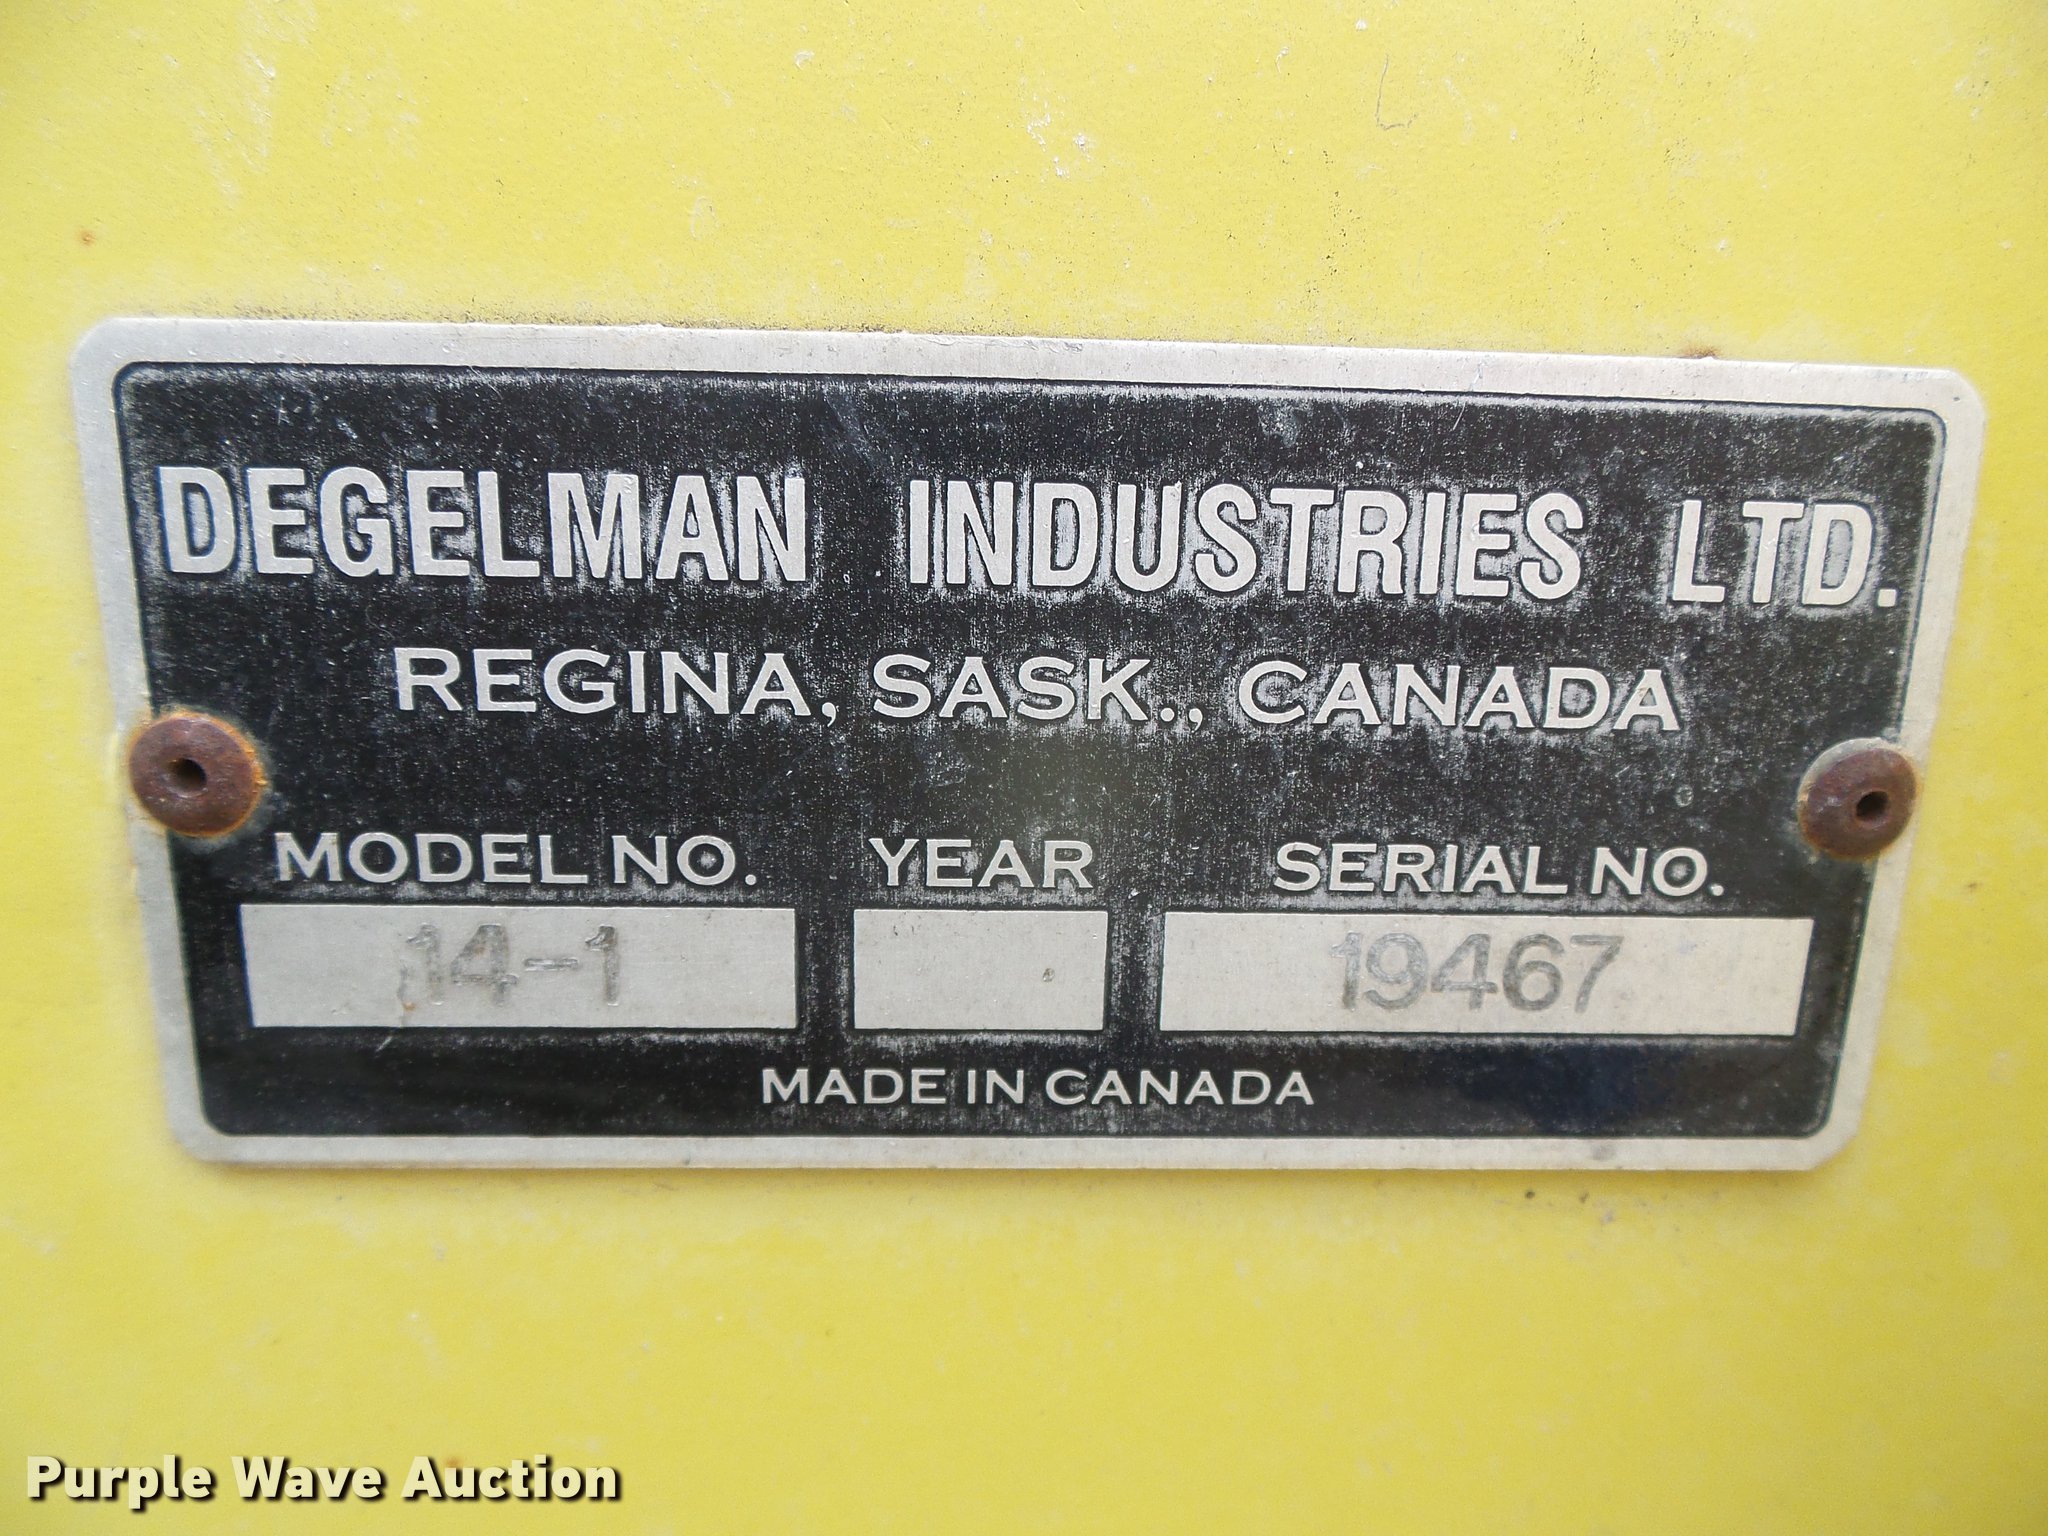 DEGELMAN INDUSTRIES LTD.
REGINA, SASK., CANADA
MODEL NO. YEAR SERIAL NO.
14-1 19467
MADE IN CANADA
Purple Wave Auction